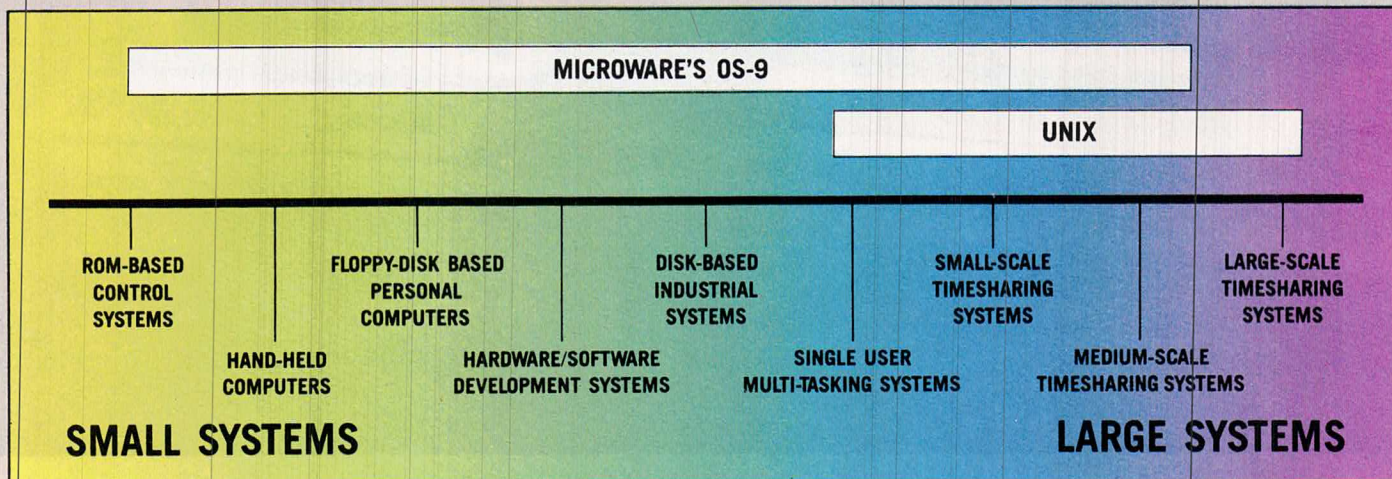 MICROWARE'S OS-9
UNIX
ROM-BASED
CONTROL
SYSTEMS
HAND-HELD
COMPUTERS
FLOPPY-DISK BASED
PERSONAL
COMPUTERS
HARDWARE/SOFTWARE
DEVELOPMENT SYSTEMS
DISK-BASED
INDUSTRIAL
SYSTEMS
SINGLE USER
MULTI-TASKING SYSTEMS
SMALL-SCALE
TIMESHARING
SYSTEMS
MEDIUM-SCALE
TIMESHARING SYSTEMS
LARGE-SCALE
TIMESHARING
SYSTEMS
SMALL SYSTEMS
LARGE SYSTEMS